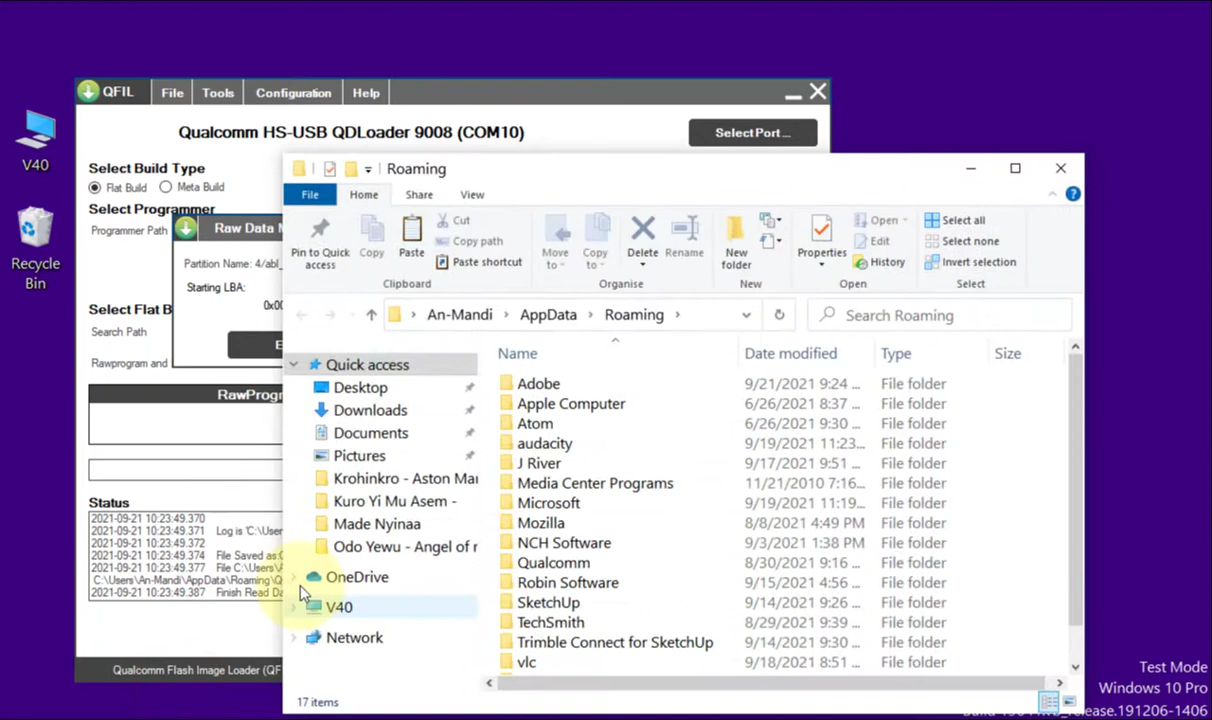 V40
Recycle
Bin
QFIL
File
Tools
Configuration
Help
Qualcomm HS-USB QDLoader 9008 (COM10)
Select Port ...
Select Build Type
Flat Build
Meta Build
Select Programmer
Programmer Path
Raw Data M
Partition Name: 4/abl_
Starting LBA:
Select Flat B
Search Path
Rawprogram and
RawProgr
Status
2021-09-21 10:23:49.370
2021-09-21 10:23:49.371 Log is 'C:\User
2021-09-21 10:23:49.372
2021-09-21 10:23:49.374 File Saved as:C
2021-09-21 10:23:49.377 File C:\Users\A
C:\Users\An-Mandi\AppData\Roaming\Q
2021-09-21 10:23:49.387 Finish Read Da
Qualcomm Flash Image Loader (QF
Roaming
File
Home
Share
View
Pin to Quick
access
Copy
Paste
Cut
Copy path
Paste shortcut
Clipboard
Move
to
Copy
to
Delete
Rename
Organise
New
folder
New
Properties
Open
Edit
History
Open
Select all
Select none
Invert selection
Select
An-Mandi
AppData
Roaming
Search Roaming
Quick access
Desktop
Downloads
Documents
Pictures
Krohinkro - Aston Mar
Kuro Yi Mu Asem -
Made Nyinaa
Odo Yewu - Angel of r
OneDrive
V40
Network
Name Date modified Type Size
Adobe 9/21/2021 9:24 ... File folder
Apple Computer 6/26/2021 8:37 ... File folder
Atom 6/26/2021 9:30 ... File folder
audacity 9/19/2021 11:23... File folder
J River 9/17/2021 9:51 ... File folder
Media Center Programs 11/21/2010 7:16... File folder
Microsoft 9/19/2021 11:19... File folder
Mozilla 8/8/2021 4:49 PM File folder
NCH Software 9/3/2021 1:38 PM File folder
Qualcomm 8/30/2021 9:16 ... File folder
Robin Software 9/15/2021 4:56 ... File folder
SketchUp 9/14/2021 9:26 ... File folder
TechSmith 8/29/2021 9:39 ... File folder
Trimble Connect for SketchUp 9/14/2021 9:30 ... File folder
vlc 9/18/2021 8:51 ... File folder
17 items
Test Mode
Windows 10 Pro